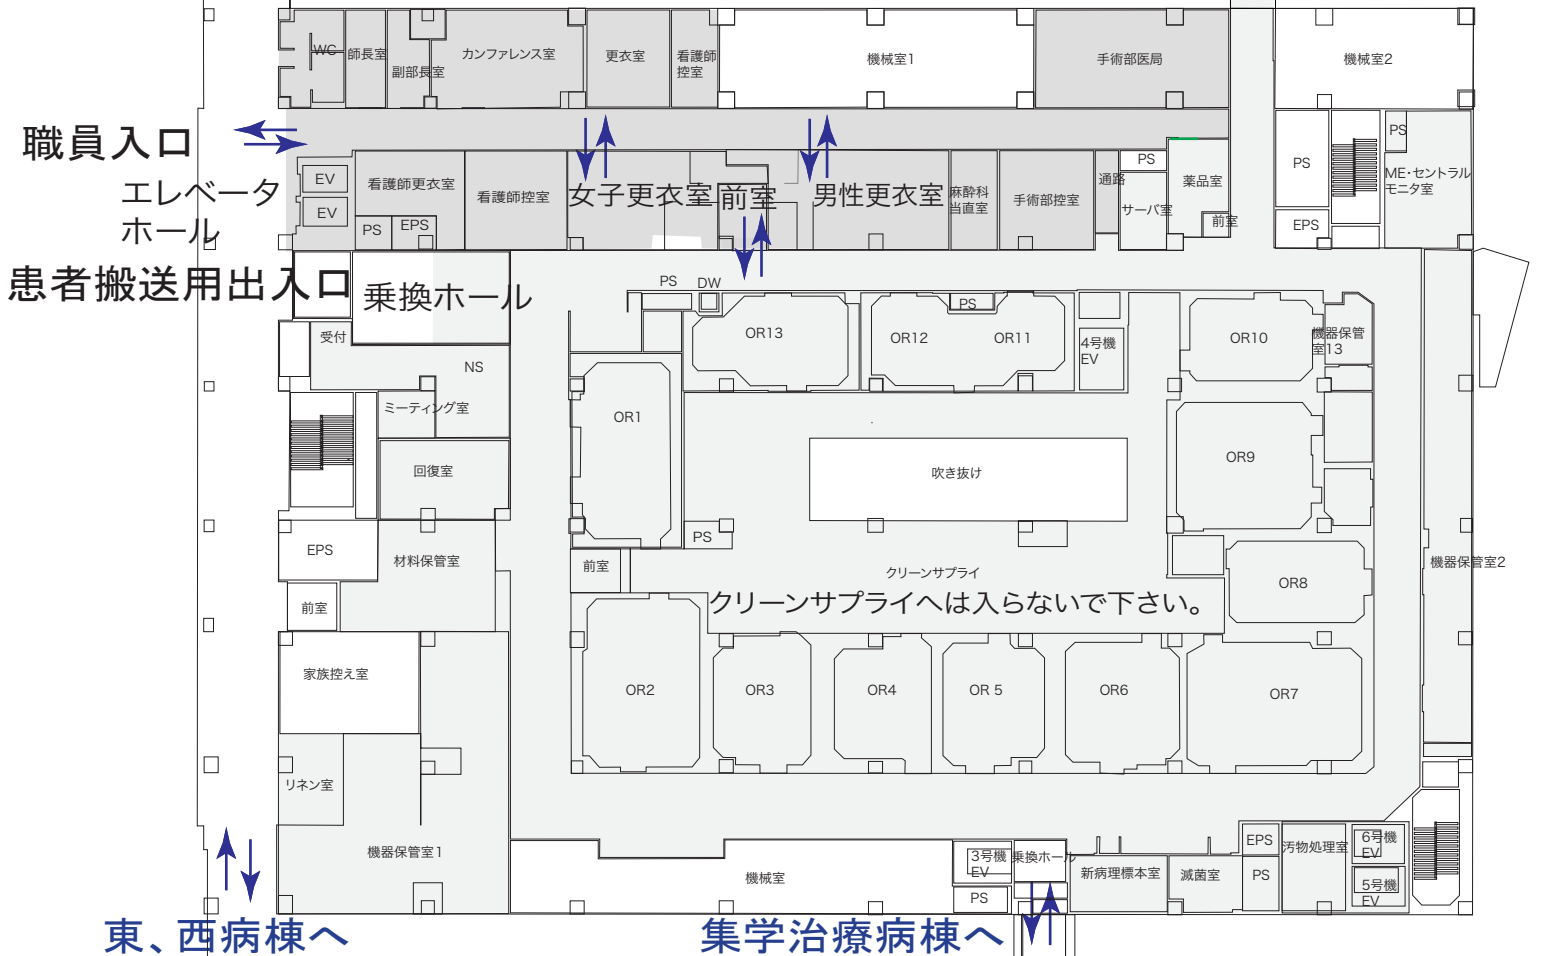 WC
師長室
副部長室
カンファレンス室
更衣室
看護師
控室
機械室1
手術部医局
機械室2
職員入口
エレベータ
ホール
EV
EV
看護師更衣室
PS
EPS
看護師控室
女子更衣室
前室
男性更衣室
麻酔科
当直室
手術部控室
通路
PS
サーバ室
薬品室
前室
PS
EPS
PS
ME・セントラル
モニタ室
患者搬送用出入口
乗換ホール
PS
DW
OR13
OR12
PS
OR11
4号機
EV
OR10
機器保管
室13
受付
NS
ミーティング室
OR1
回復室
吹き抜け
OR9
EPS
材料保管室
PS
前室
クリーンサプライ
OR8
機器保管室2
前室
クリーンサプライへは入らないで下さい。
家族控え室
OR2
OR3
OR4
OR 5
OR6
OR7
リネン室
機器保管室1
機械室
3号機
EV
乗換ホール
PS
新病理標本室
滅菌室
EPS
PS
汚物処理室
6号機
EV
5号機
EV
東、西病棟へ
集学治療病棟へ